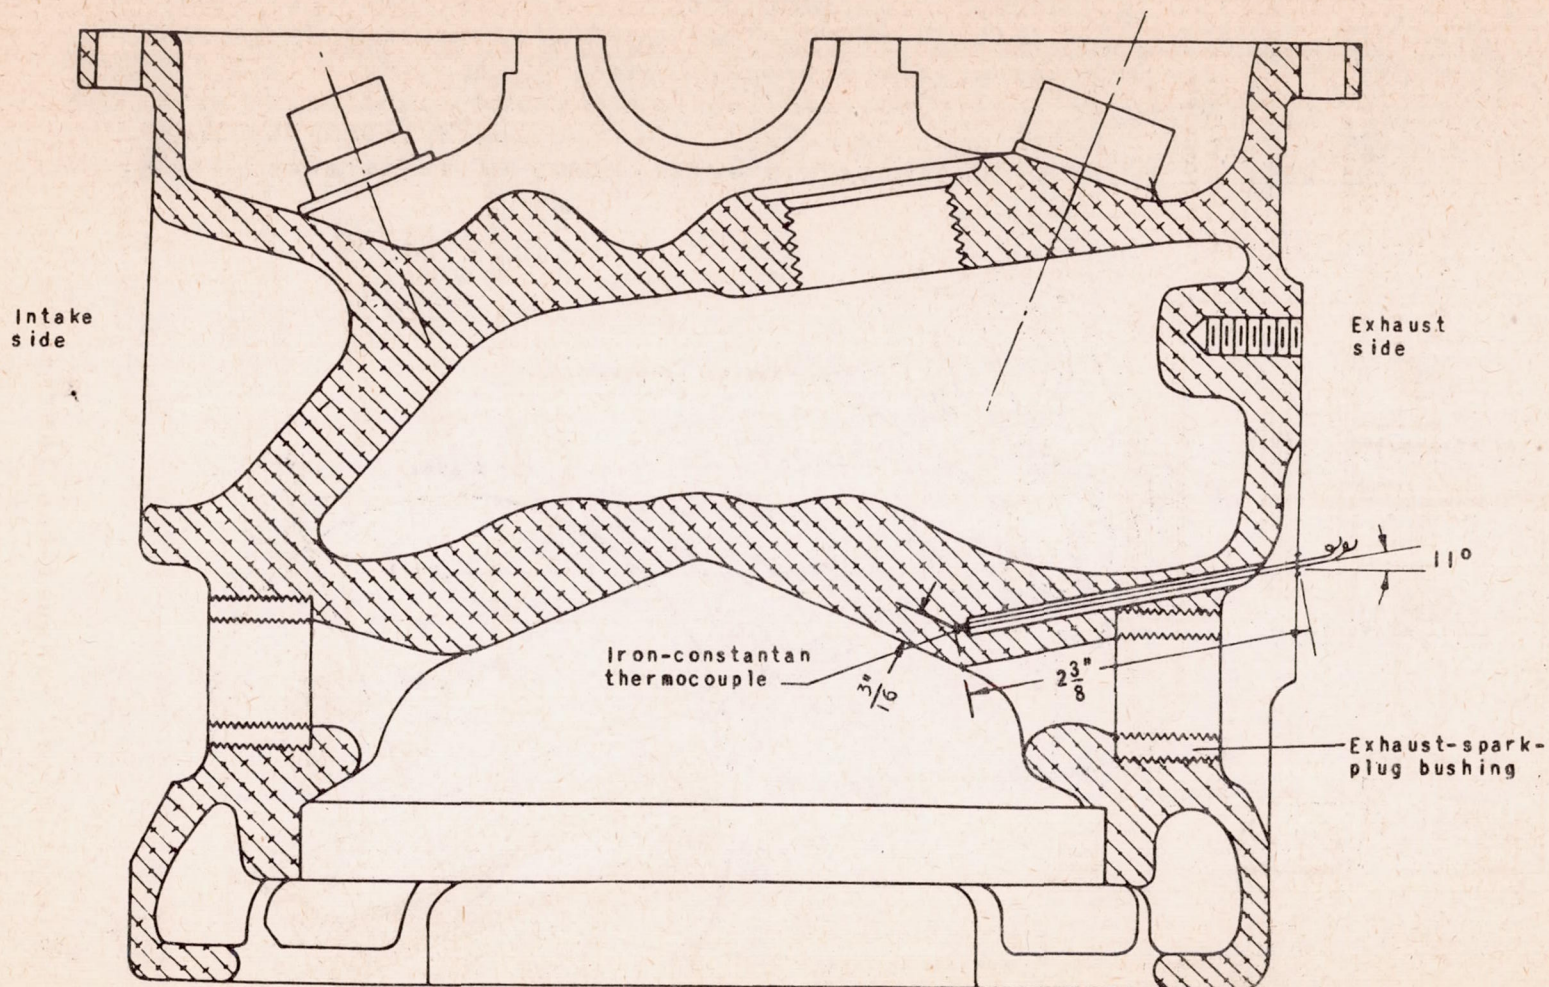 Intake
side
Exhaust
side
11°
Iron-constantan
thermocouple
3"
16
2 3"
8
Exhaust-spark-
plug bushing